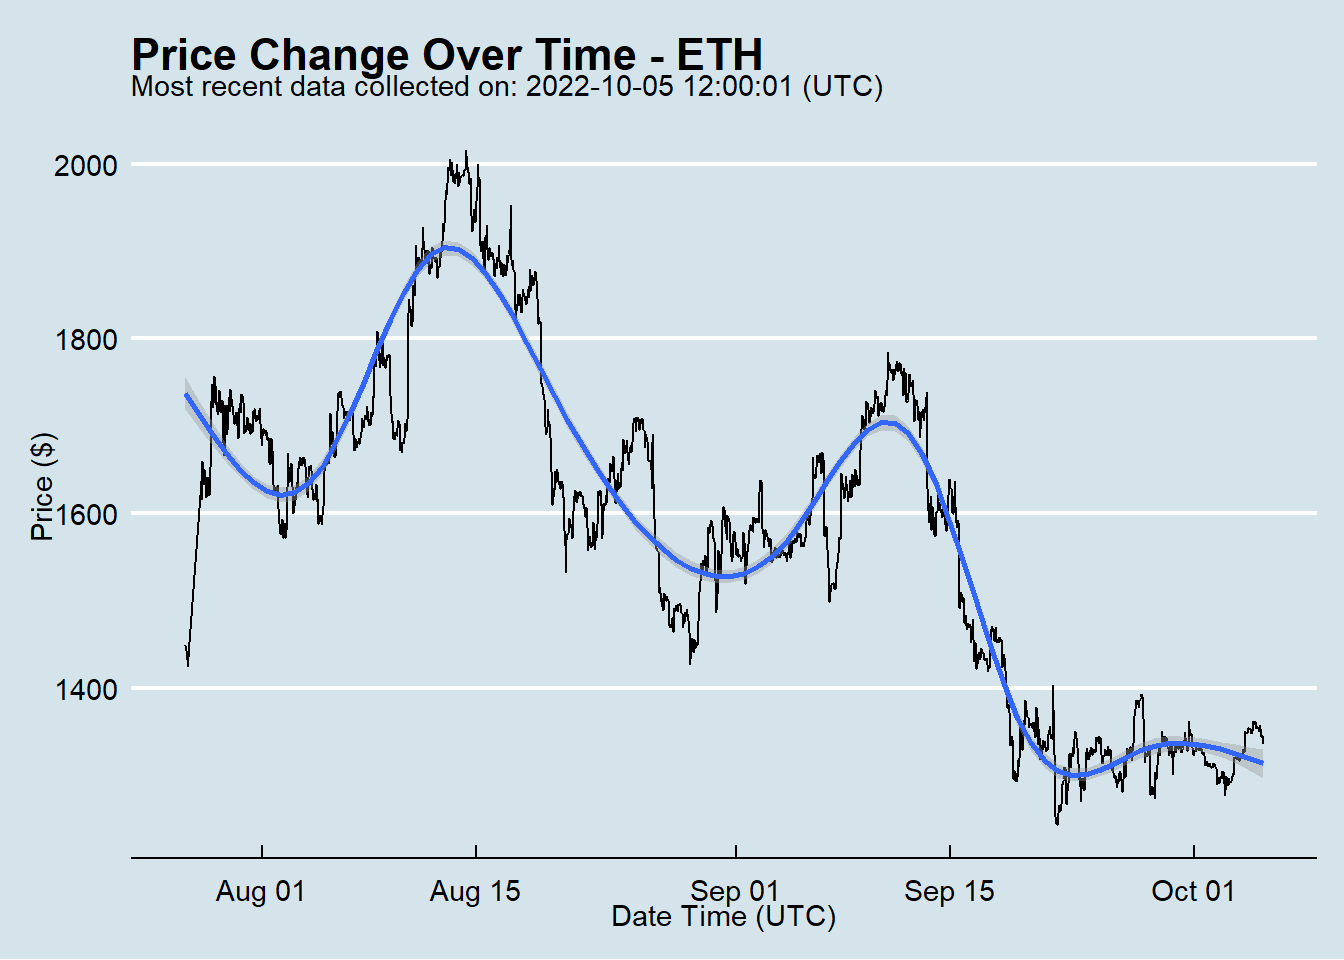 Price Change Over Time - ETH
Most recent data collected on: 2022-10-05 12:00:01 (UTC)
Price ($)
2000
1800
1600
1400
Aug 01
Aug 15
Sep 01
Sep 15
Oct 01
Date Time (UTC)